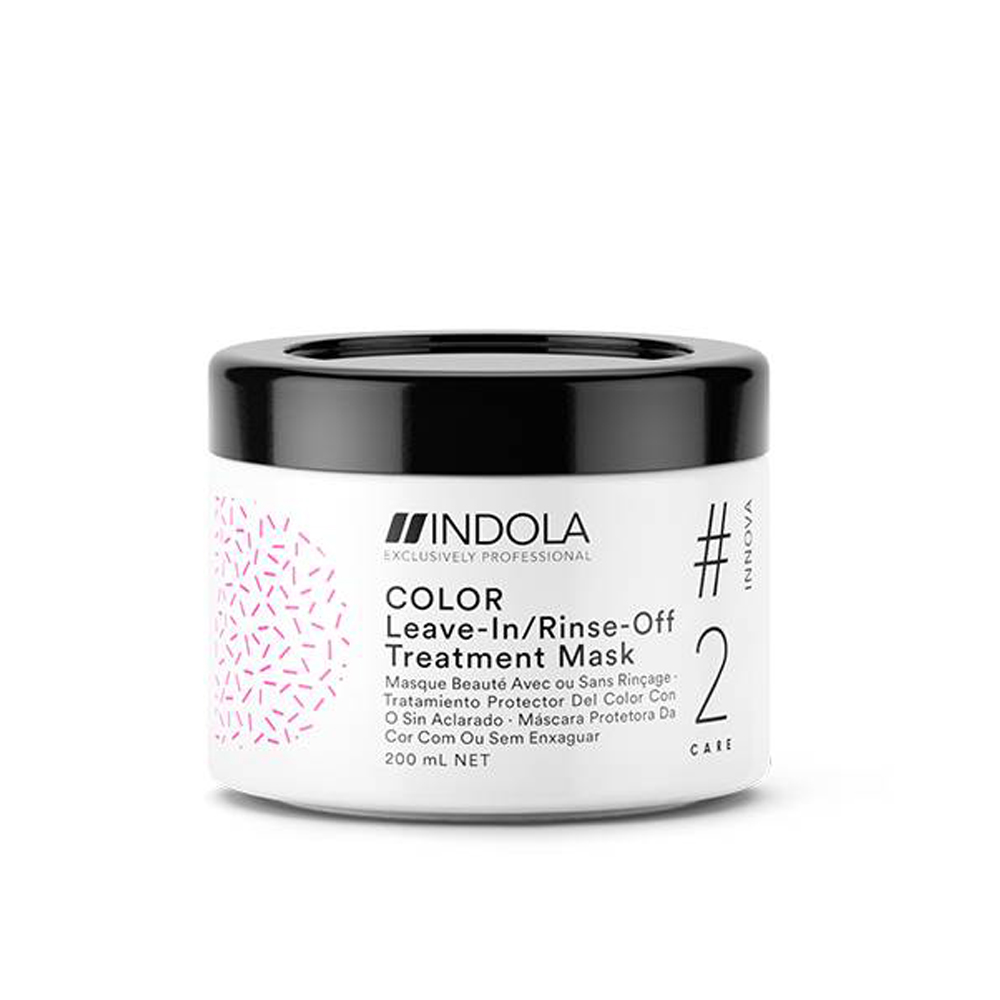 INDOLA
EXCLUSIVELY PROFESSIONAL
COLOR
Leave-In/Rinse-Off
Treatment Mask
Masque Beauté Avec ou Sans Rinçage ·
Tratamiento Protector Del Color Con
O Sin Aclarado · Máscara Protetora Da
Cor Com Ou Sem Enxaguar
200 mL NET
#
INNOVA
2
CARE